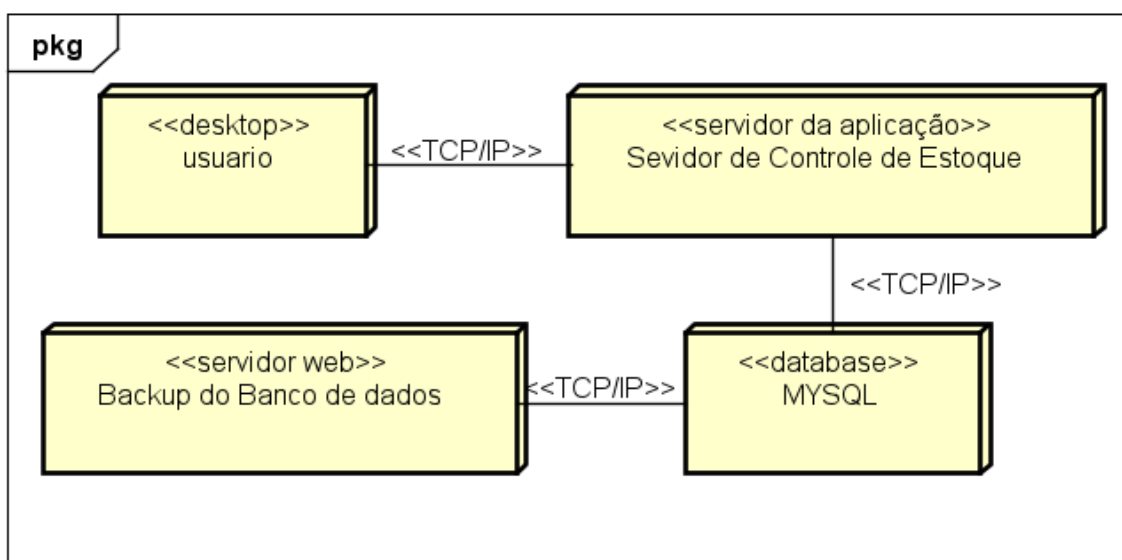 pkg
<<desktop>>
usuario
<<TCP/IP>>
<<servidor da aplicação>>
Sevidor de Controle de Estoque
<<TCP/IP>>
<<servidor web>>
Backup do Banco de dados
<<TCP/IP>>
<<database>>
MYSQL